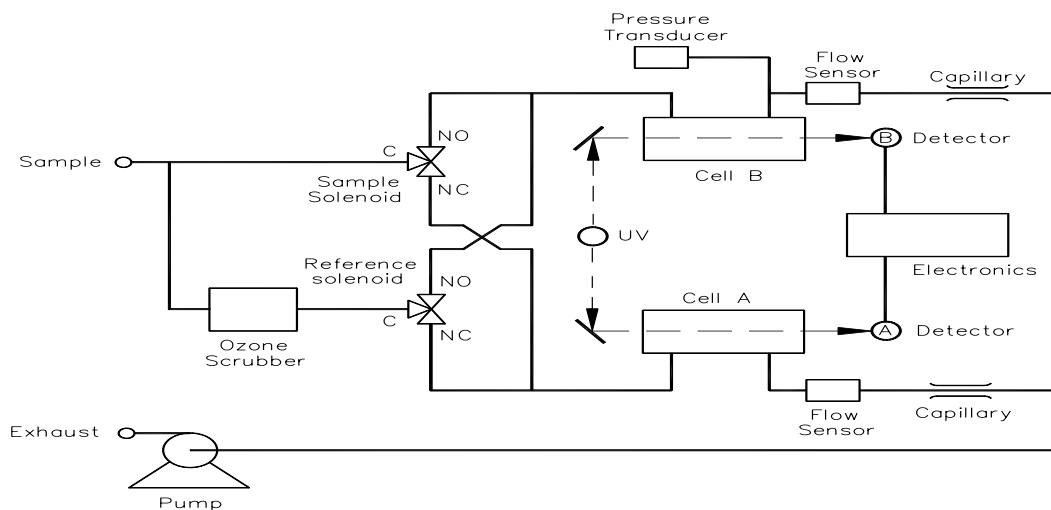 Pressure
Transducer
Flow
Sensor
Capillary
NO
C
Sample
Sample
Solenoid
NC
B
Detector
Cell B
UV
Electronics
Reference
solenoid
NO
C
NC
Cell A
A
Detector
Ozone
Scrubber
Flow
Sensor
Capillary
Exhaust
Pump